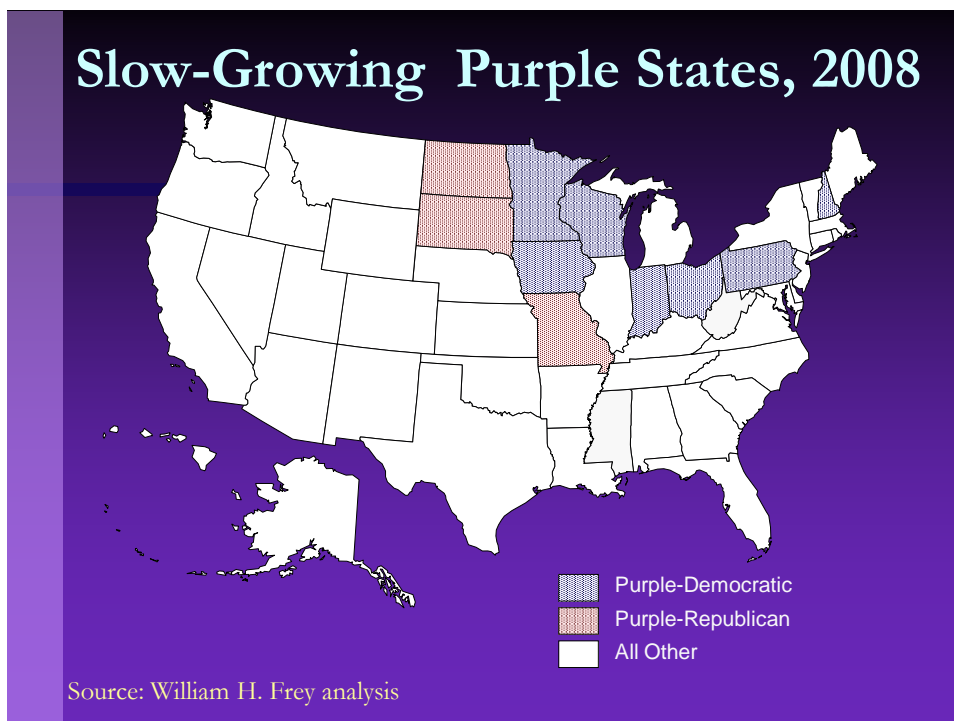 Slow-Growing Purple States, 2008
Purple-Democratic
Purple-Republican
All Other
Source: William H. Frey analysis